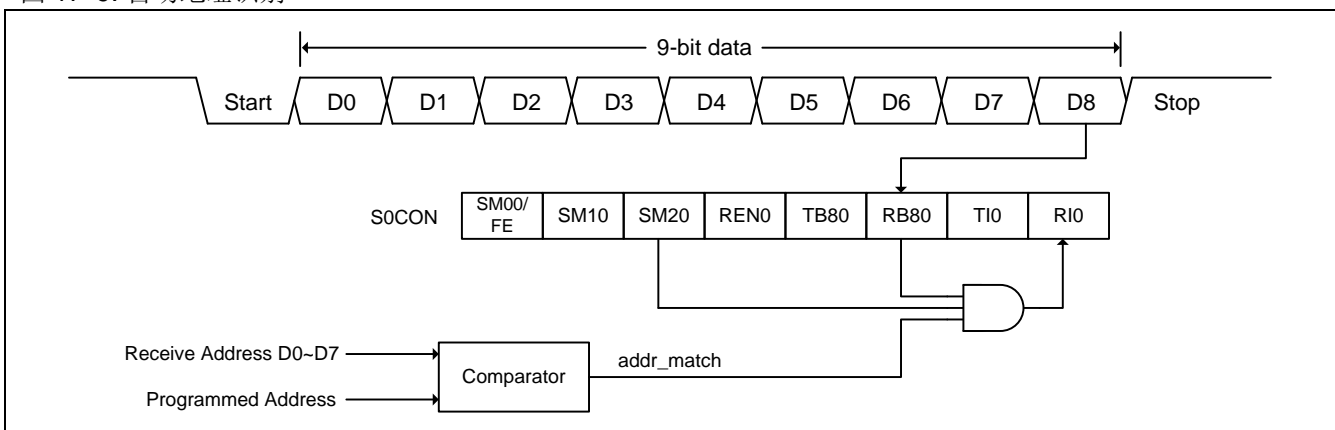 9-bit data
Start D0 D1 D2 D3 D4 D5 D6 D7 D8 Stop
S0CON SM00/FE SM10 SM20 REN0 TB80 RB80 TI0 RI0
Receive Address D0~D7
addr_match
Comparator
Programmed Address